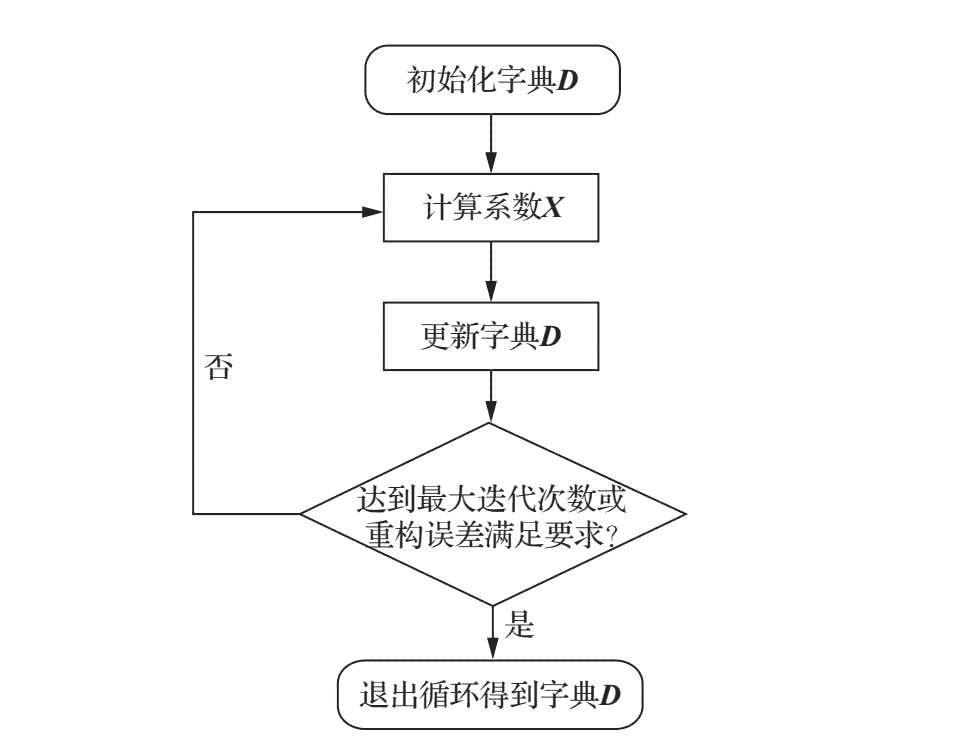 初始化字典D
计算系数X
更新字典D
否
达到最大迭代次数或
重构误差满足要求?
是
退出循环得到字典D